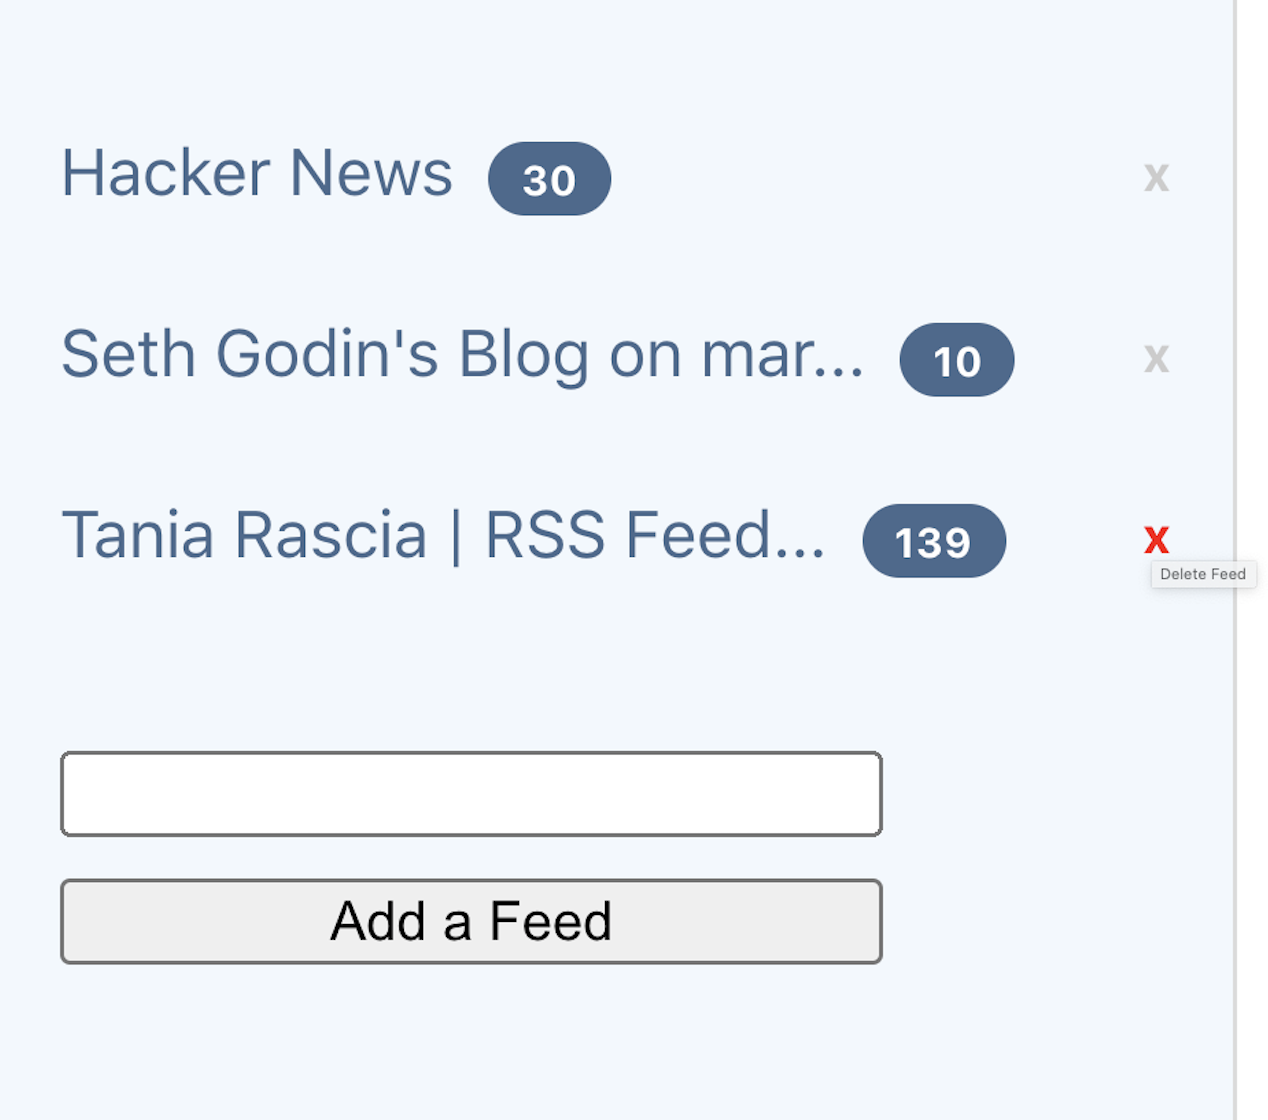 Hacker News 30 x
Seth Godin's Blog on mar... 10 x
Tania Rascia | RSS Feed... 139 x
Delete Feed
Add a Feed